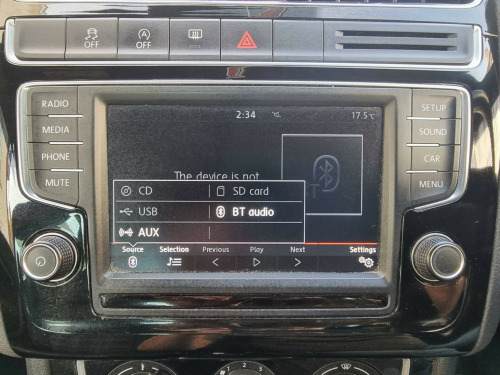 OFF A OFF
RADIO
MEDIA
PHONE
MUTE
SETUP
SOUND
CAR
MENU
2:34 17.5°C
The device is not
CD SD card
USB BT audio
AUX
Source Selection Previous Play Next Settings